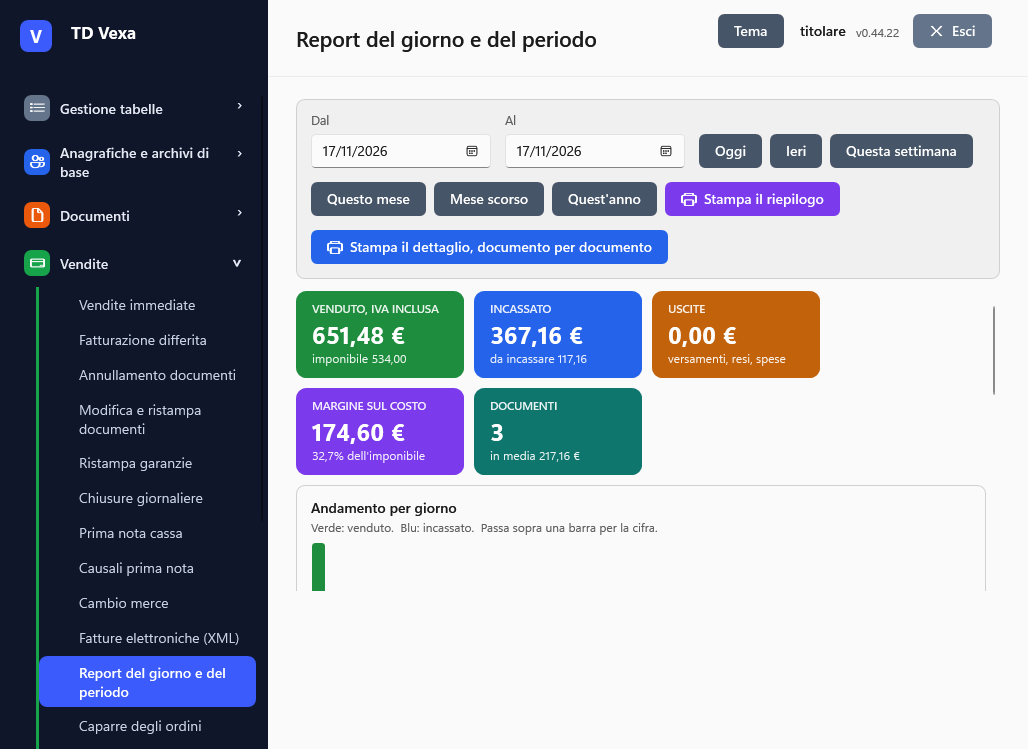 V
TD Vexa
Gestione tabelle
Anagrafiche e archivi di
base
Documenti
Vendite
Vendite immediate
Fatturazione differita
Annullamento documenti
Modifica e ristampa
documenti
Ristampa garanzie
Chiusure giornaliere
Prima nota cassa
Causali prima nota
Cambio merce
Fatture elettroniche (XML)
Report del giorno e del
periodo
Caparre degli ordini
Report del giorno e del periodo
Tema
titolare
v0.44.22
Esci
Dal
Al
17/11/2026
17/11/2026
Oggi
Ieri
Questa settimana
Questo mese
Mese scorso
Quest'anno
Stampa il riepilogo
Stampa il dettaglio, documento per documento
VENDUTO, IVA INCLUSA
651,48 €
imponibile 534,00
INCASSATO
367,16 €
da incassare 117,16
USCITE
0,00 €
versamenti, resi, spese
MARGINE SUL COSTO
174,60 €
32,7% dell'imponibile
DOCUMENTI
3
in media 217,16 €
Andamento per giorno
Verde: venduto. Blu: incassato. Passa sopra una barra per la cifra.